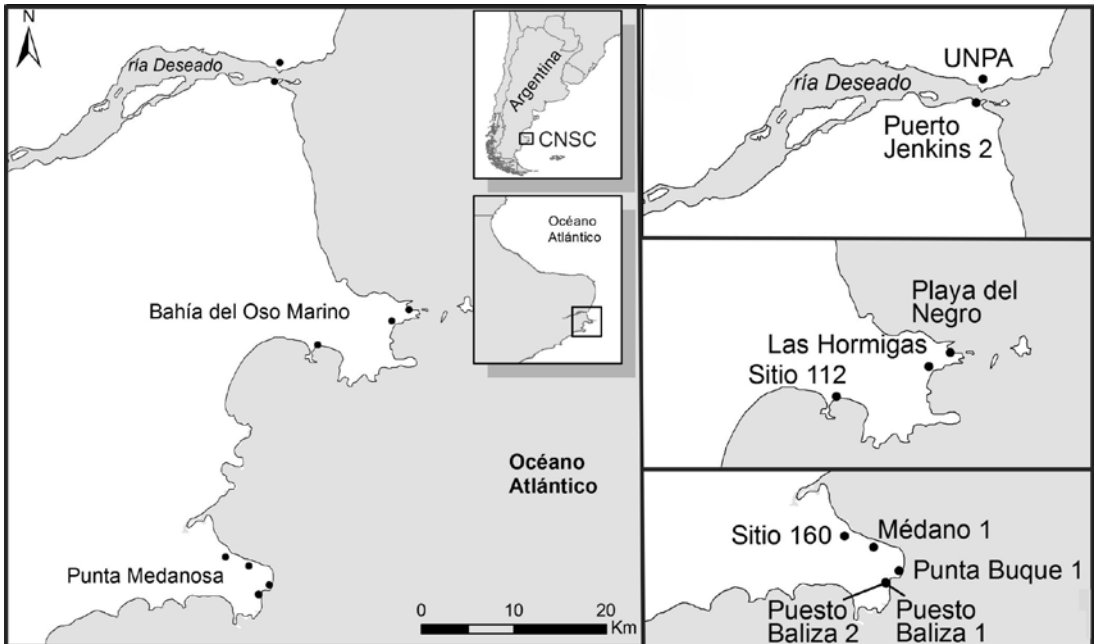 N
ría Deseado
Argentina
CNSC
Océano
Atlántico
Bahía del Oso Marino
Océano
Atlántico
Punta Medanosa
0
10
20
Km
UNPA
ría Deseado
Puerto
Jenkins 2
Playa del
Negro
Las Hormigas
Sitio 112
Sitio 160
Médano 1
Punta Buque 1
Puesto
Baliza 2
Puesto
Baliza 1